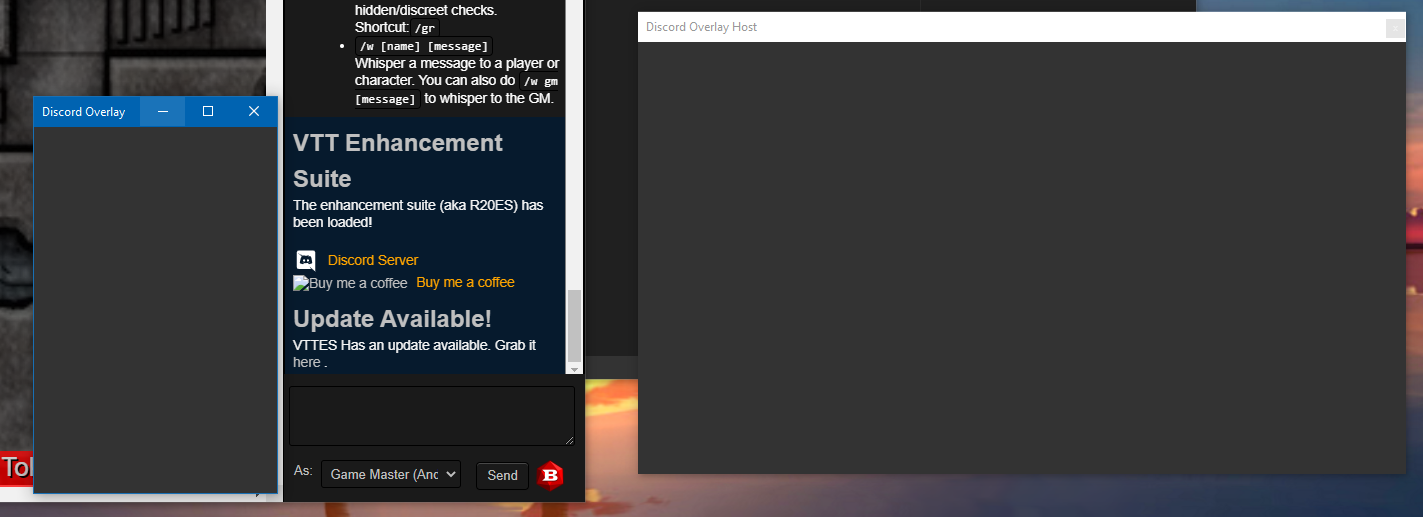 hidden/discreet checks.
Shortcut: /gr
/w [name] [message]
Whisper a message to a player or
character. You can also do /w gm
[message] to whisper to the GM.
Discord Overlay Host
Discord Overlay
VTT Enhancement
Suite
The enhancement suite (aka R20ES) has
been loaded!
Discord Server
Buy me a coffee Buy me a coffee
Update Available!
VTTES Has an update available. Grab it
here .
Tol
As: Game Master (Anc Send B